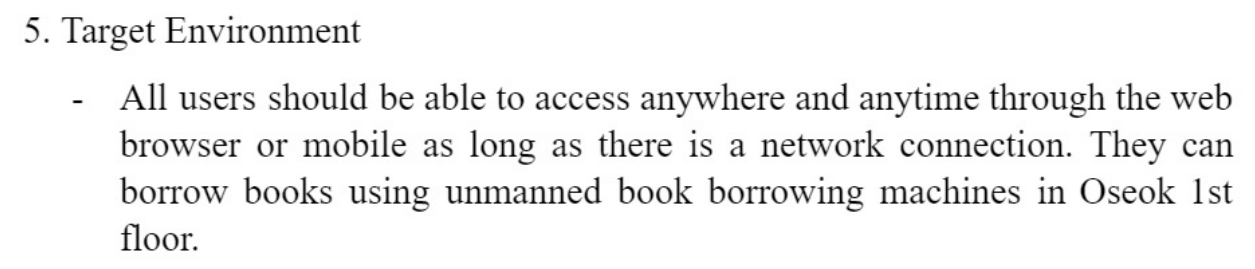 5. Target Environment
- All users should be able to access anywhere and anytime through the web
browser or mobile as long as there is a network connection. They can
borrow books using unmanned book borrowing machines in Oseok 1st
floor.